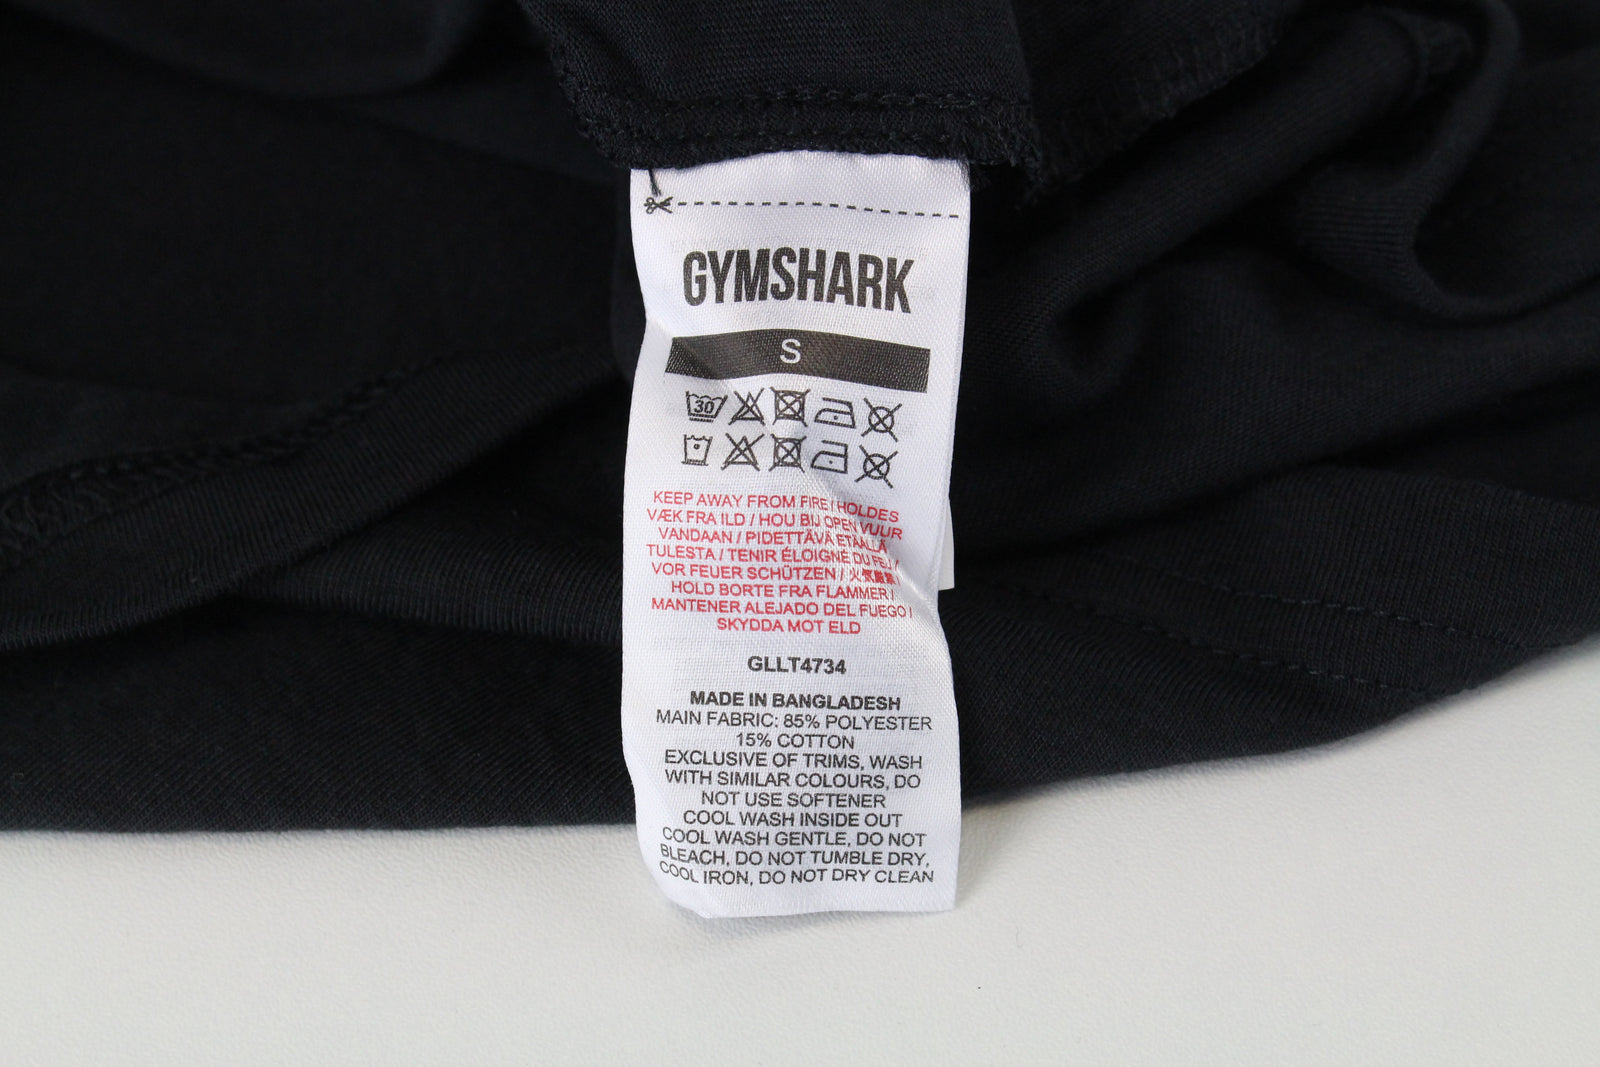 GYMSHARK
S
30
KEEP AWAY FROM FIRE / HOLDES
VÆK FRA ILD / HOU BIJ OPEN VUUR
VANDAAN / PIDETTÄVÄ ETÄÄLLÄ
TULESTA / TENIR ÉLOIGNÉ DU FEU /
VOR FEUER SCHÜTZEN /
HOLD BORTE FRA FLAMMER /
MANTENER ALEJADO DEL FUEGO /
SKYDDA MOT ELD
GLLT4734
MADE IN BANGLADESH
MAIN FABRIC: 85% POLYESTER
15% COTTON
EXCLUSIVE OF TRIMS, WASH
WITH SIMILAR COLOURS, DO
NOT USE SOFTENER
COOL WASH INSIDE OUT
COOL WASH GENTLE, DO NOT
BLEACH, DO NOT TUMBLE DRY,
COOL IRON, DO NOT DRY CLEAN